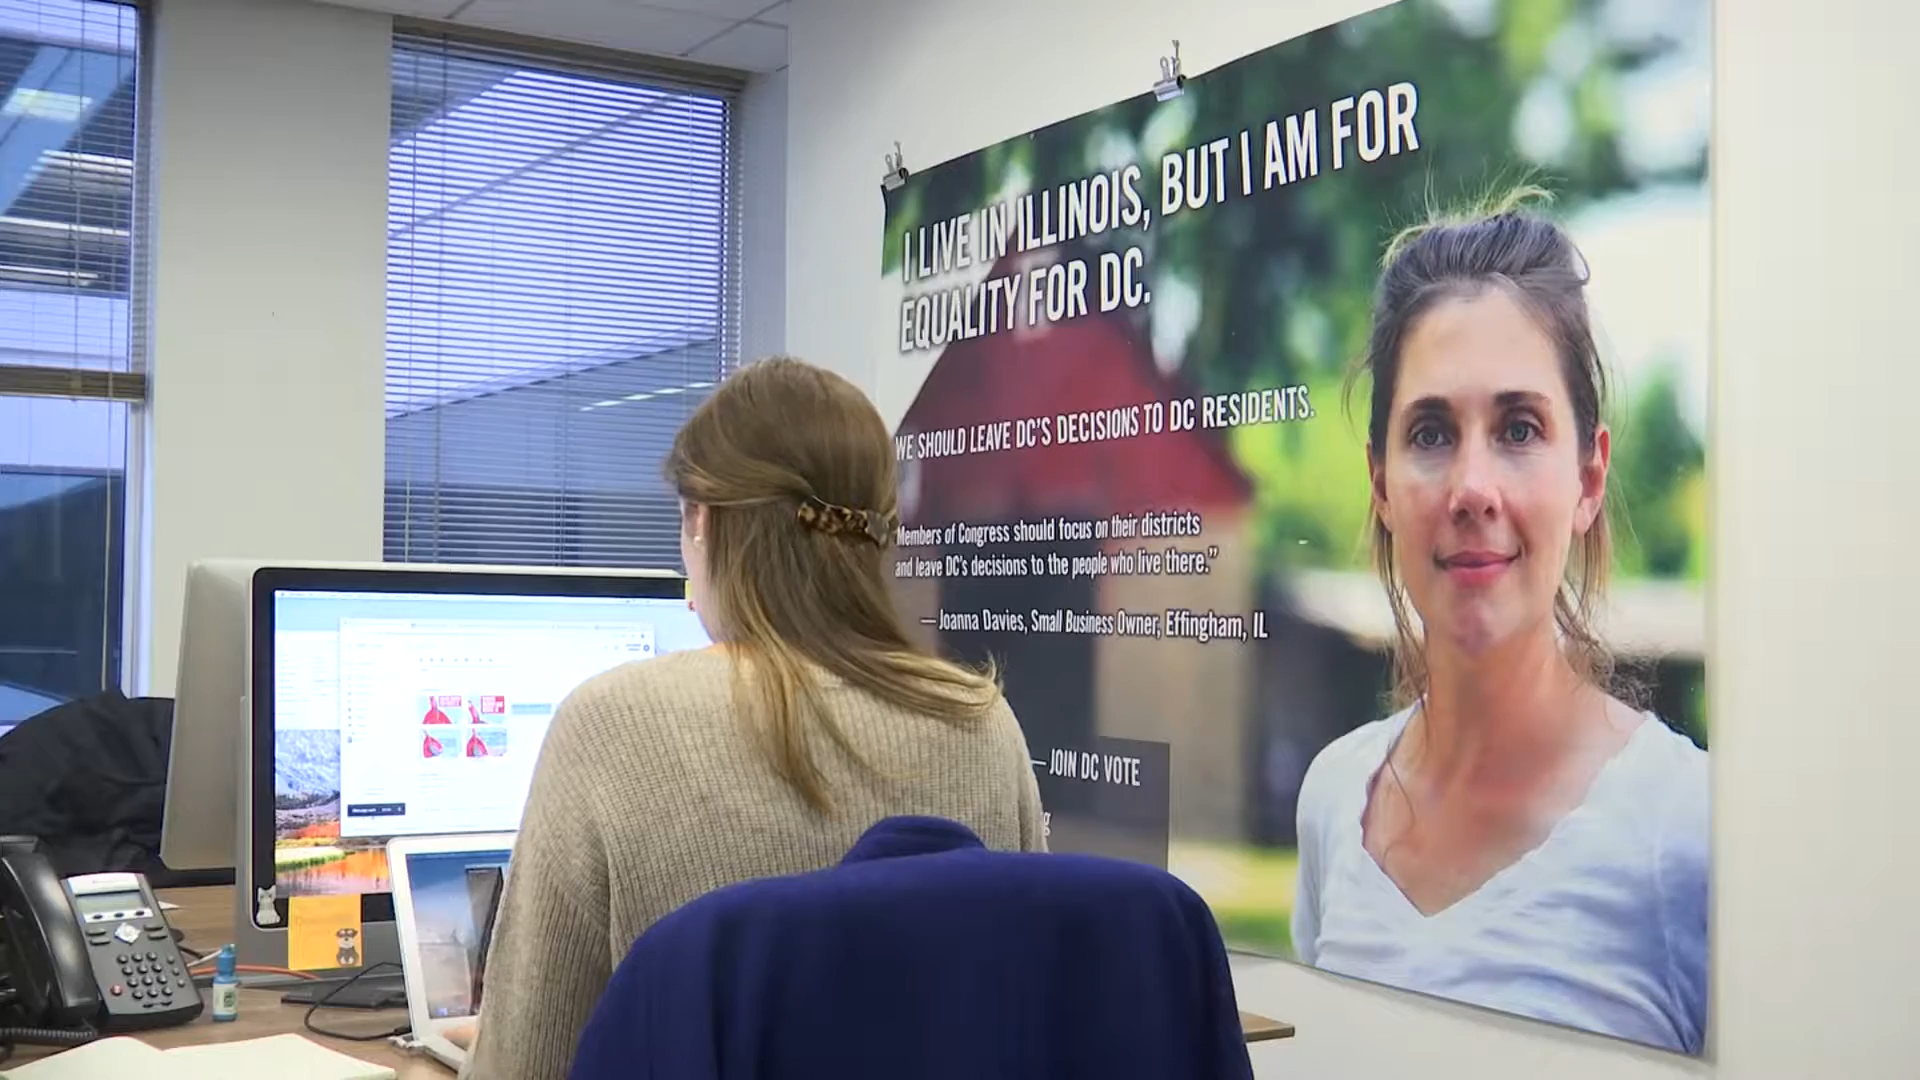 I LIVE IN ILLINOIS, BUT I AM FOR
EQUALITY FOR DC.
WE SHOULD LEAVE DC'S DECISIONS TO DC RESIDENTS.
Members of Congress should focus on their districts
and leave DC's decisions to the people who live there."
— Joanna Davies, Small Business Owner, Effingham, IL
— JOIN DC VOTE
g